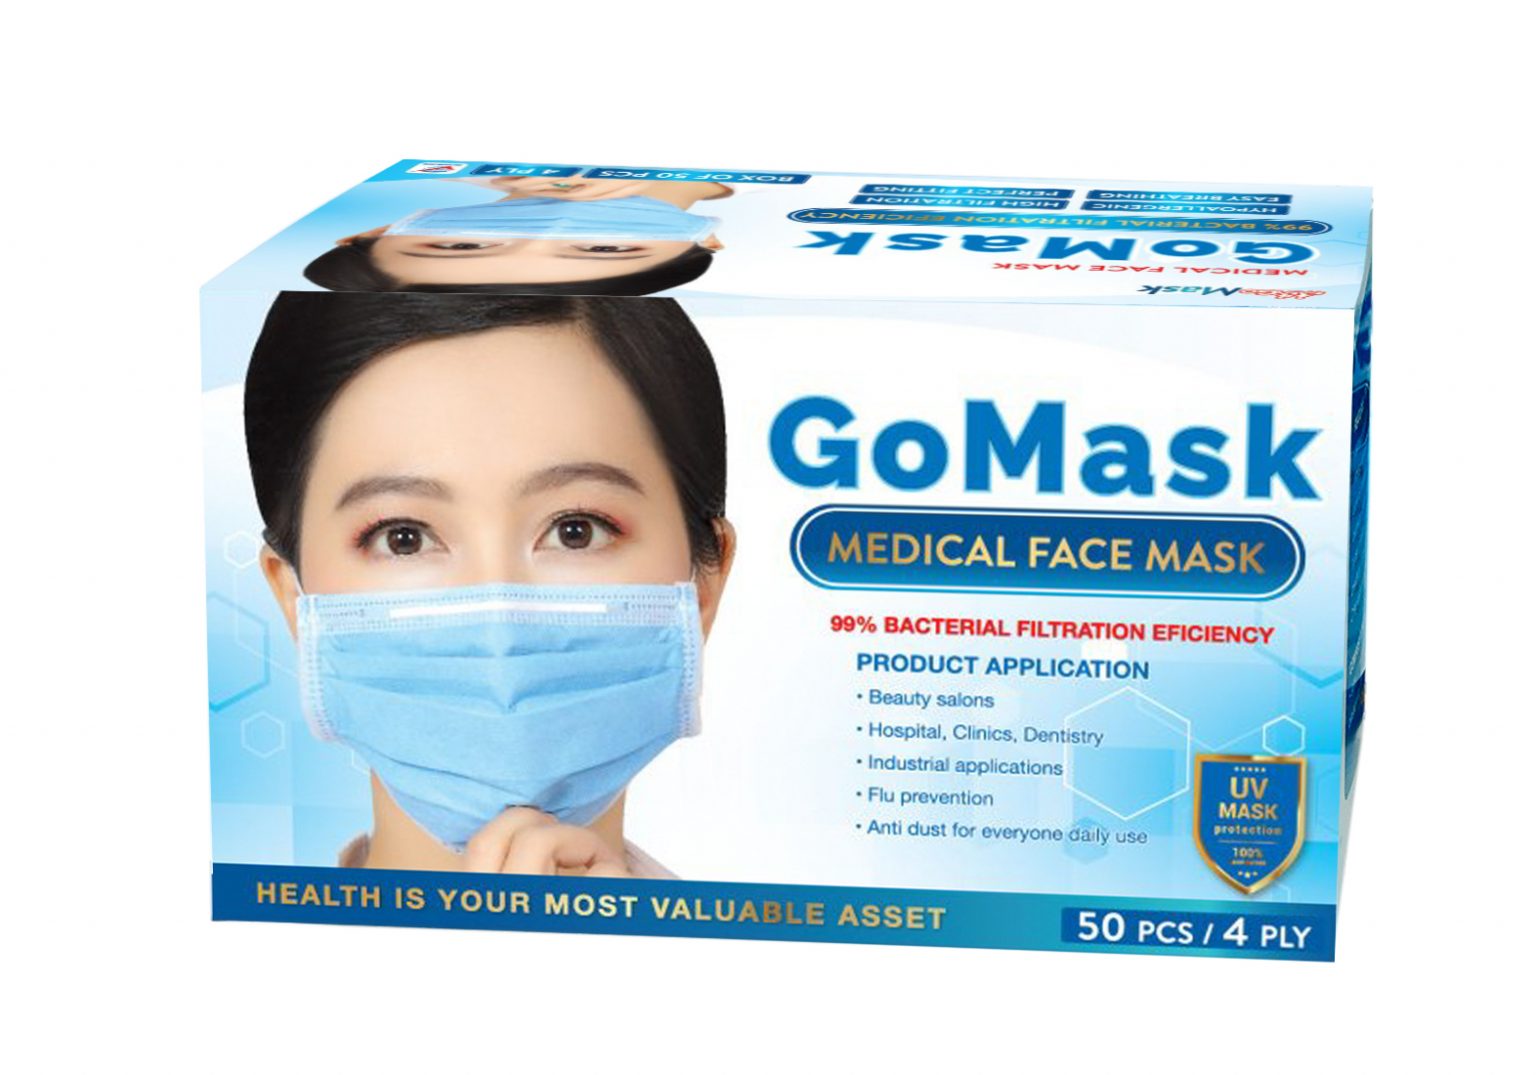 Mask
MEDICAL FACE MASK
GoMask
99% BACTERIAL FILTRATION EFICIENCY
HYPOALLERGENIC HIGH FILTRATION
EASY BREATHING PERFECT FITTING
BOX OF 50 PCS 4 PLY
GoMask
MEDICAL FACE MASK
99% BACTERIAL FILTRATION EFICIENCY
PRODUCT APPLICATION
• Beauty salons
• Hospital, Clinics, Dentistry
• Industrial applications
• Flu prevention
• Anti dust for everyone daily use
UV
MASK
protection
100%
HEALTH IS YOUR MOST VALUABLE ASSET
50 PCS / 4 PLY